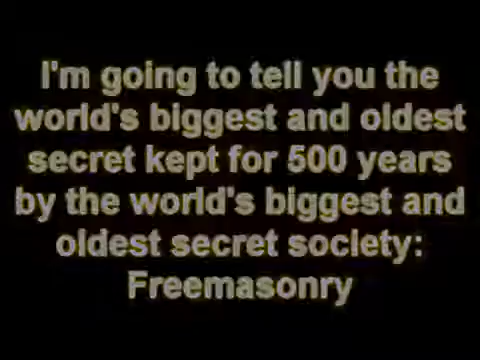 I'm going to tell you the
world's biggest and oldest
secret kept for 500 years
by the world's biggest and
oldest secret society:
Freemasonry